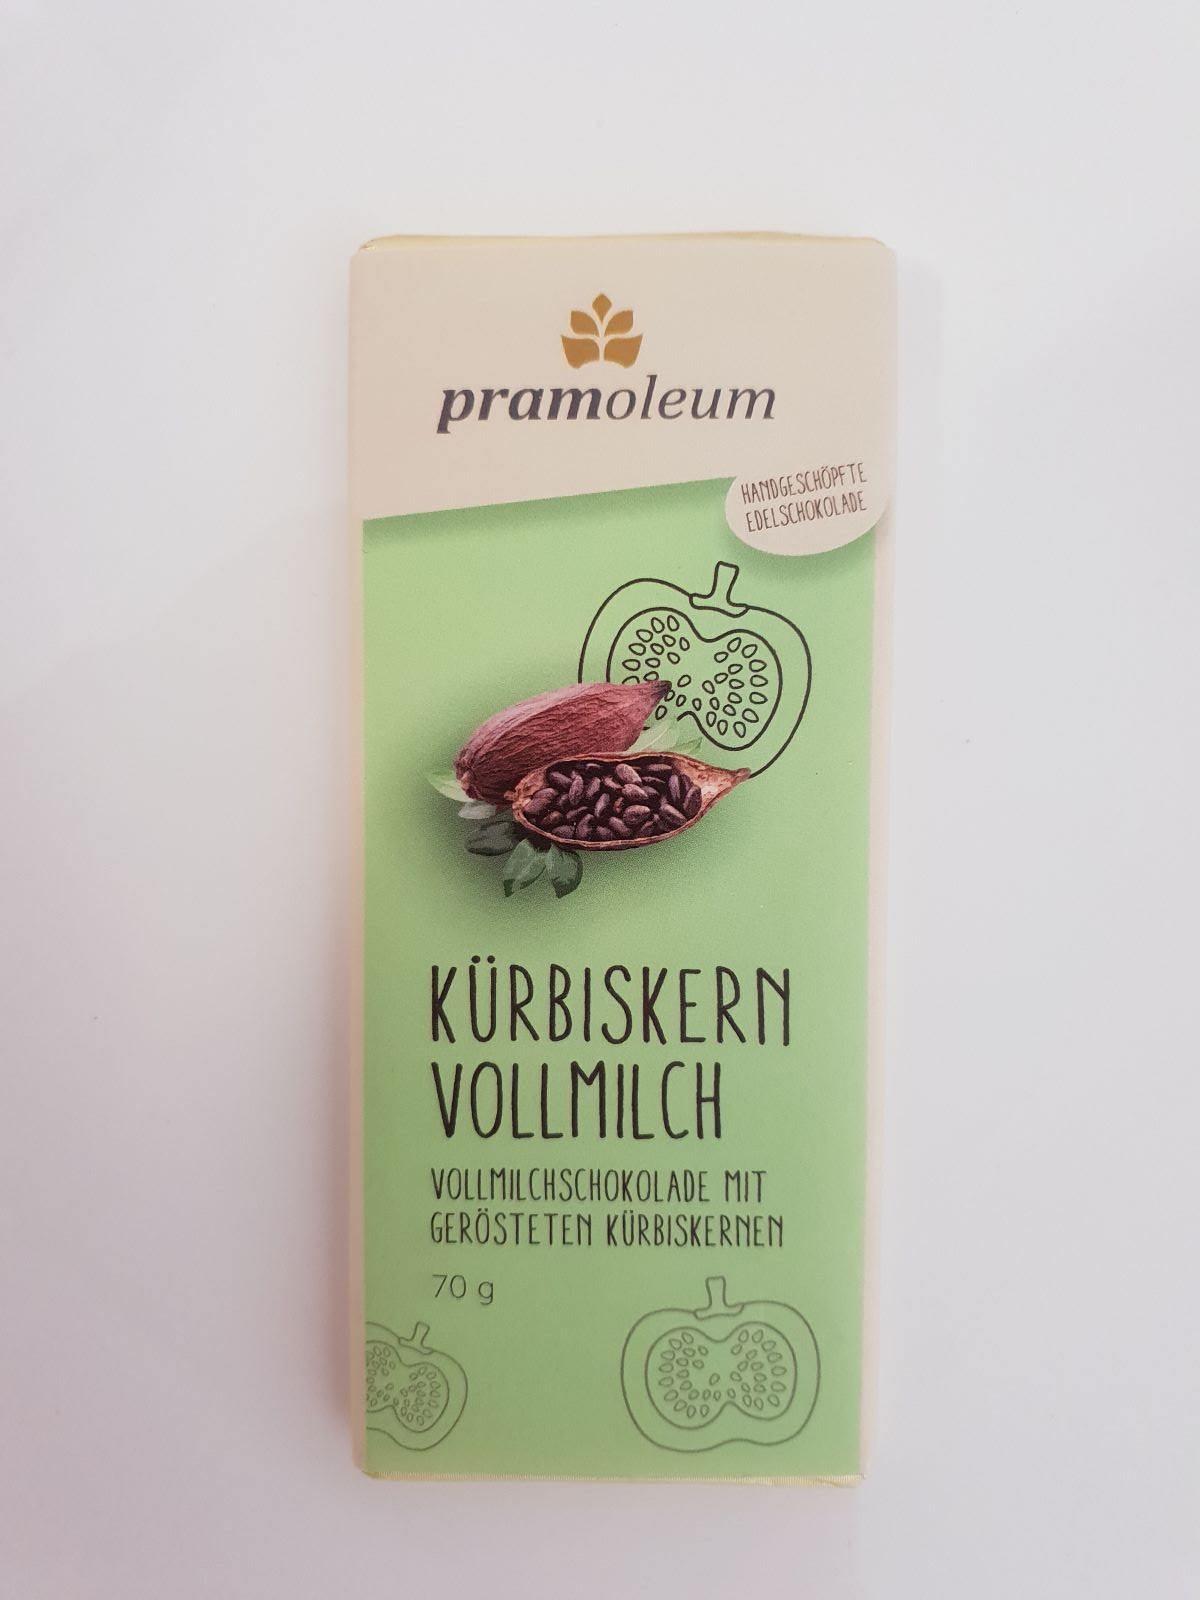 pramoleum
HANDGESCHÖPFTE
EDELSCHOKOLADE
KÜRBISKERN
VOLLMILCH
VOLLMILCHSCHOKOLADE MIT
GERÖSTETEN KÜRBISKERNEN
70 g